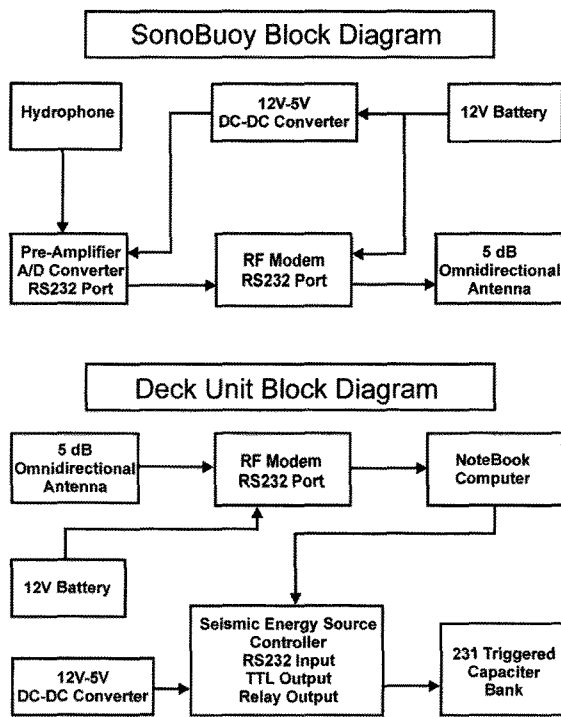 SonoBuoy Block Diagram
Hydrophone
12V-5V
DC-DC Converter
12V Battery
Pre-Amplifier
A/D Converter
RS232 Port
RF Modem
RS232 Port
5 dB
Omnidirectional
Antenna
Deck Unit Block Diagram
5 dB
Omnidirectional
Antenna
RF Modem
RS232 Port
NoteBook
Computer
12V Battery
Seismic Energy Source
Controller
RS232 Input
TTL Output
Relay Output
12V-5V
DC-DC Converter
231 Triggered
Capaciter
Bank